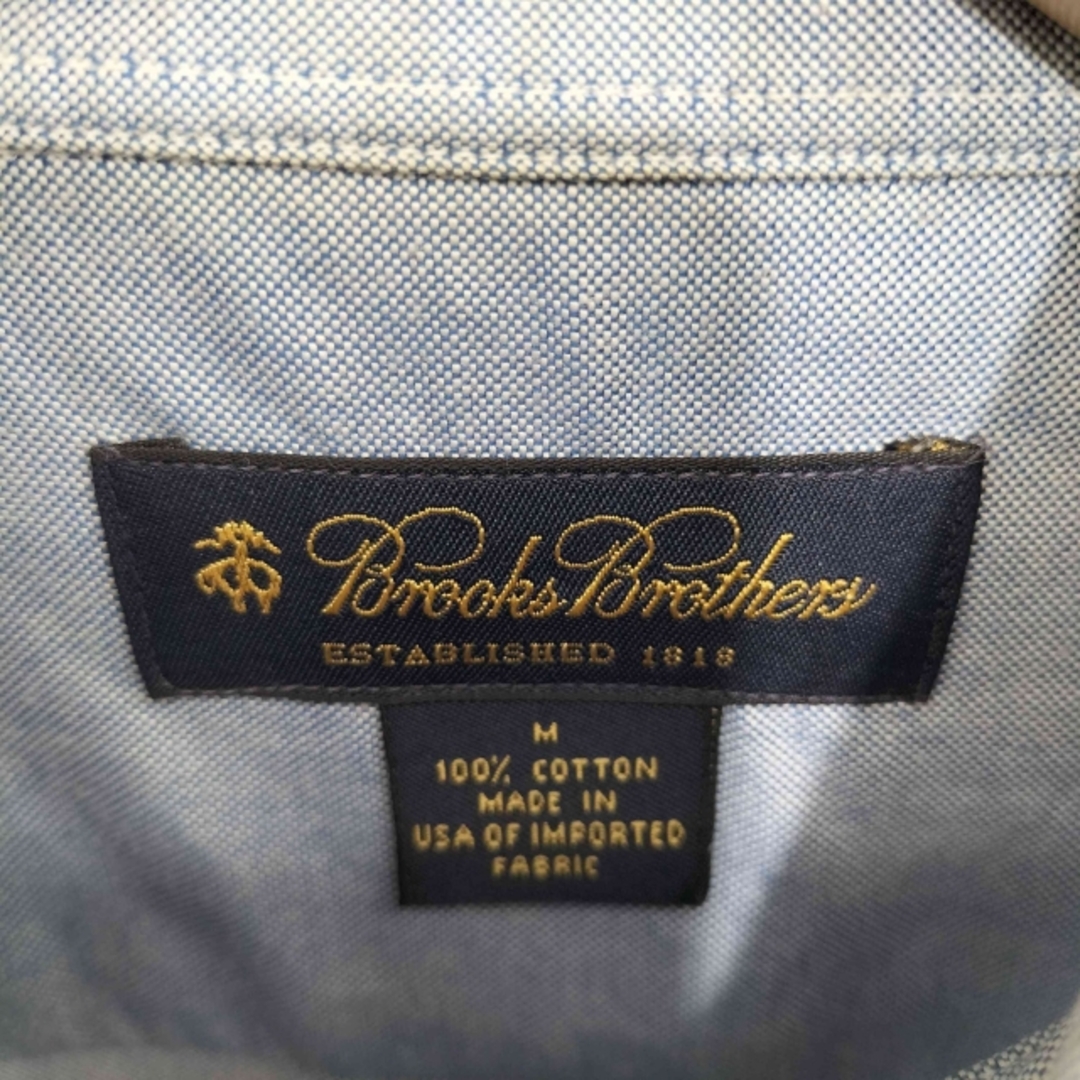 Brooks Brothers
ESTABLISHED 1818
M
100% COTTON
MADE IN
USA OF IMPORTED
FABRIC